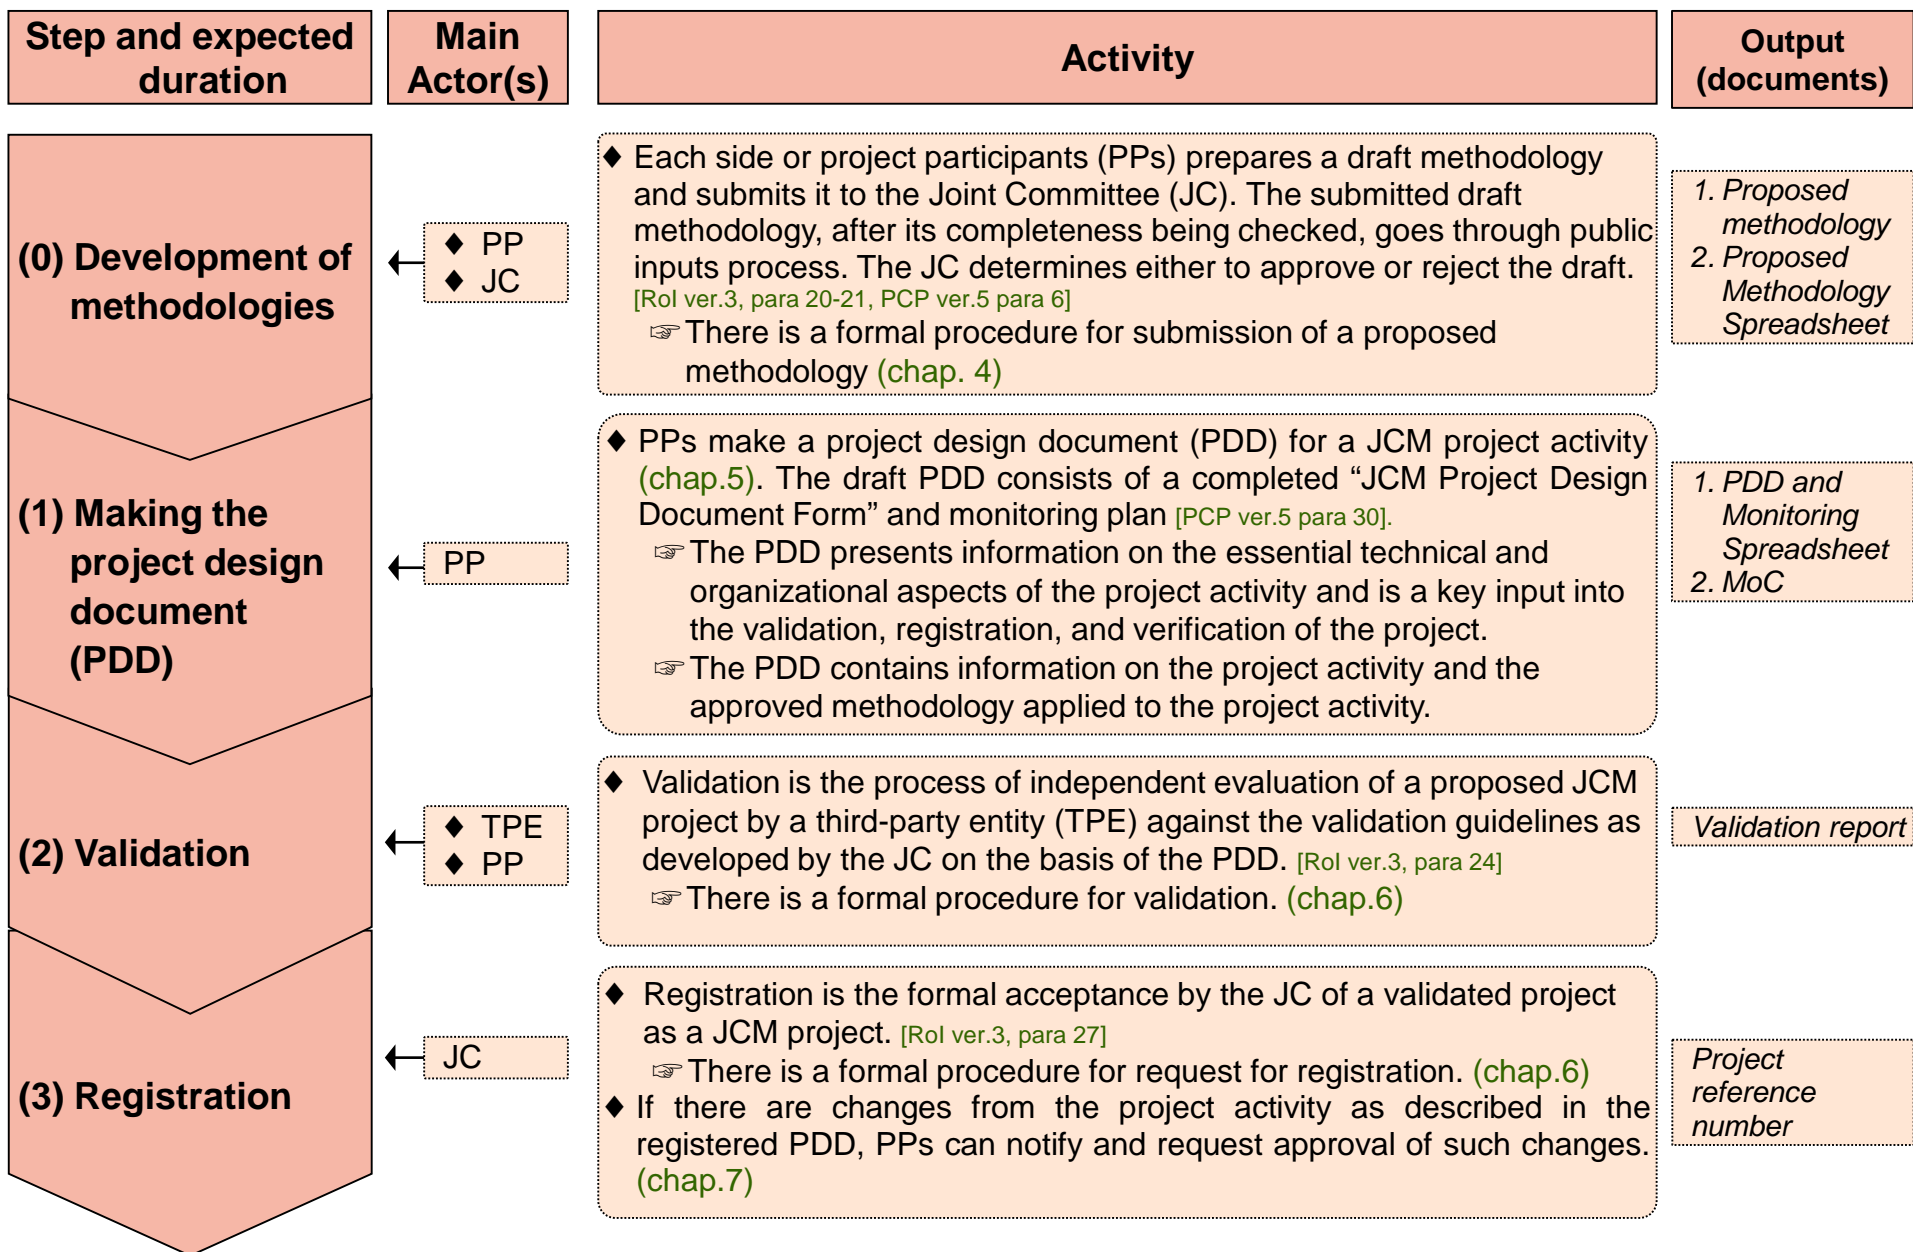 Step and expected
duration
Main
Actor(s)
Activity
Output
(documents)
(0) Development of
methodologies
♦ PP
♦ JC
♦ Each side or project participants (PPs) prepares a draft methodology
and submits it to the Joint Committee (JC). The submitted draft
methodology, after its completeness being checked, goes through public
inputs process. The JC determines either to approve or reject the draft.
[RoI ver.3, para 20-21, PCP ver.5 para 6]
☞ There is a formal procedure for submission of a proposed
methodology (chap. 4)
1. Proposed
methodology
2. Proposed
Methodology
Spreadsheet
(1) Making the
project design
document
(PDD)
PP
♦ PPs make a project design document (PDD) for a JCM project activity
(chap.5). The draft PDD consists of a completed “JCM Project Design
Document Form” and monitoring plan [PCP ver.5 para 30].
☞ The PDD presents information on the essential technical and
organizational aspects of the project activity and is a key input into
the validation, registration, and verification of the project.
☞ The PDD contains information on the project activity and the
approved methodology applied to the project activity.
1. PDD and
Monitoring
Spreadsheet
2. MoC
(2) Validation
♦ TPE
♦ PP
♦ Validation is the process of independent evaluation of a proposed JCM
project by a third-party entity (TPE) against the validation guidelines as
developed by the JC on the basis of the PDD. [RoI ver.3, para 24]
☞ There is a formal procedure for validation. (chap.6)
Validation report
(3) Registration
JC
♦ Registration is the formal acceptance by the JC of a validated project
as a JCM project. [RoI ver.3, para 27]
☞ There is a formal procedure for request for registration. (chap.6)
♦ If there are changes from the project activity as described in the
registered PDD, PPs can notify and request approval of such changes.
(chap.7)
Project
reference
number